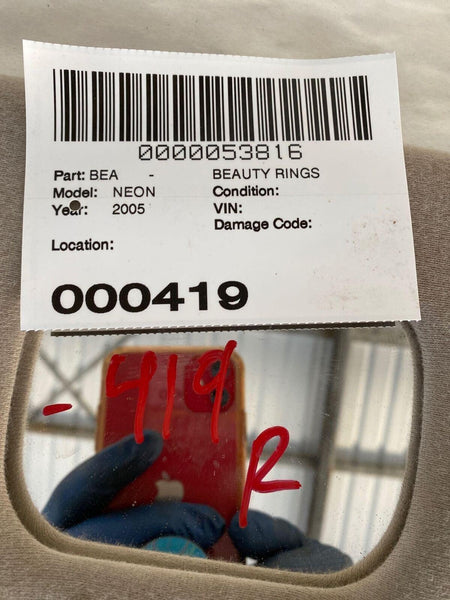 0000053816
Part: BEA - BEAUTY RINGS
Model: NEON Condition:
Year: 2005 VIN:
Damage Code:
Location:
000419
- 419
R